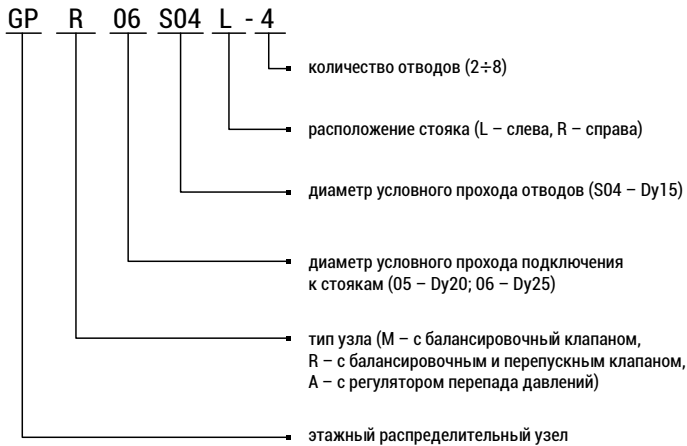 GP R 06 S04 L - 4
количество отводов (2÷8)
расположение стояка (L – слева, R – справа)
диаметр условного прохода отводов (S04 – Dy15)
диаметр условного прохода подключения
к стоякам (05 – Dy20; 06 – Dy25)
тип узла (M – с балансировочный клапаном,
R – с балансировочным и перепускным клапаном,
A – с регулятором перепада давлений)
этажный распределительный узел